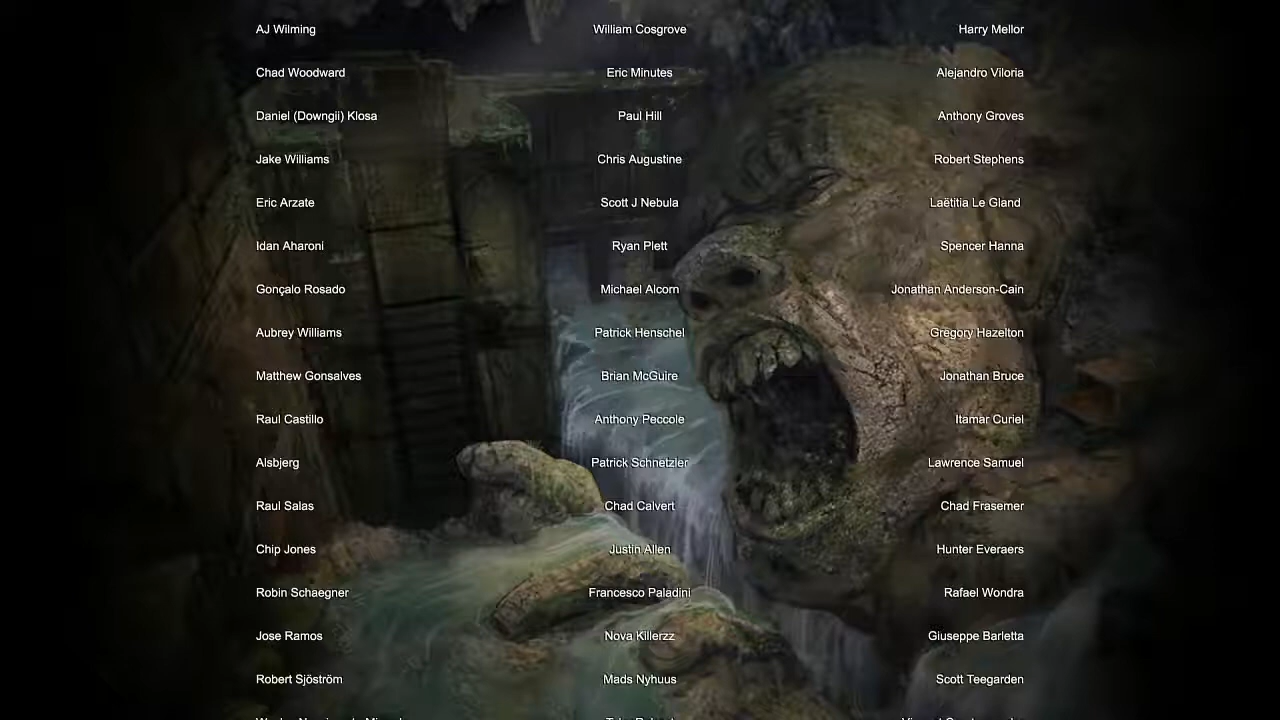 AJ Wilming William Cosgrove Harry Mellor
Chad Woodward Eric Minutes Alejandro Viloria
Daniel (Downgii) Klosa Paul Hill Anthony Groves
Jake Williams Chris Augustine Robert Stephens
Eric Arzate Scott J Nebula Laëtitia Le Gland
Idan Aharoni Ryan Plett Spencer Hanna
Gonçalo Rosado Michael Alcorn Jonathan Anderson-Cain
Aubrey Williams Patrick Henschel Gregory Hazelton
Matthew Gonsalves Brian McGuire Jonathan Bruce
Raul Castillo Anthony Peccole Itamar Curiel
Alsbjerg Patrick Schnetzler Lawrence Samuel
Raul Salas Chad Calvert Chad Frasemer
Chip Jones Justin Allen Hunter Everaers
Robin Schaegner Francesco Paladini Rafael Wondra
Jose Ramos Nova Killerzz Giuseppe Barletta
Robert Sjöström Mads Nyhuus Scott Teegarden